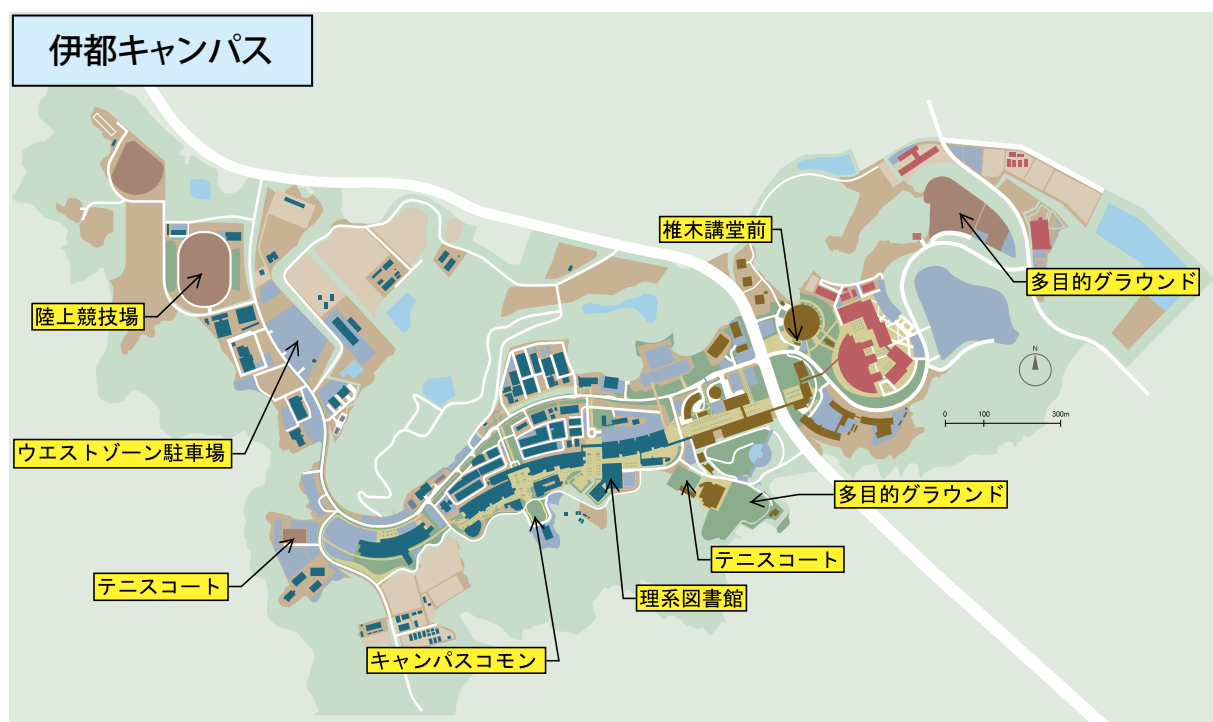 伊都キャンパス
椎木講堂前
多目的グラウンド
陸上競技場
N
0 100 300m
ウエストゾーン駐車場
多目的グラウンド
テニスコート
テニスコート
理系図書館
キャンパスコモン